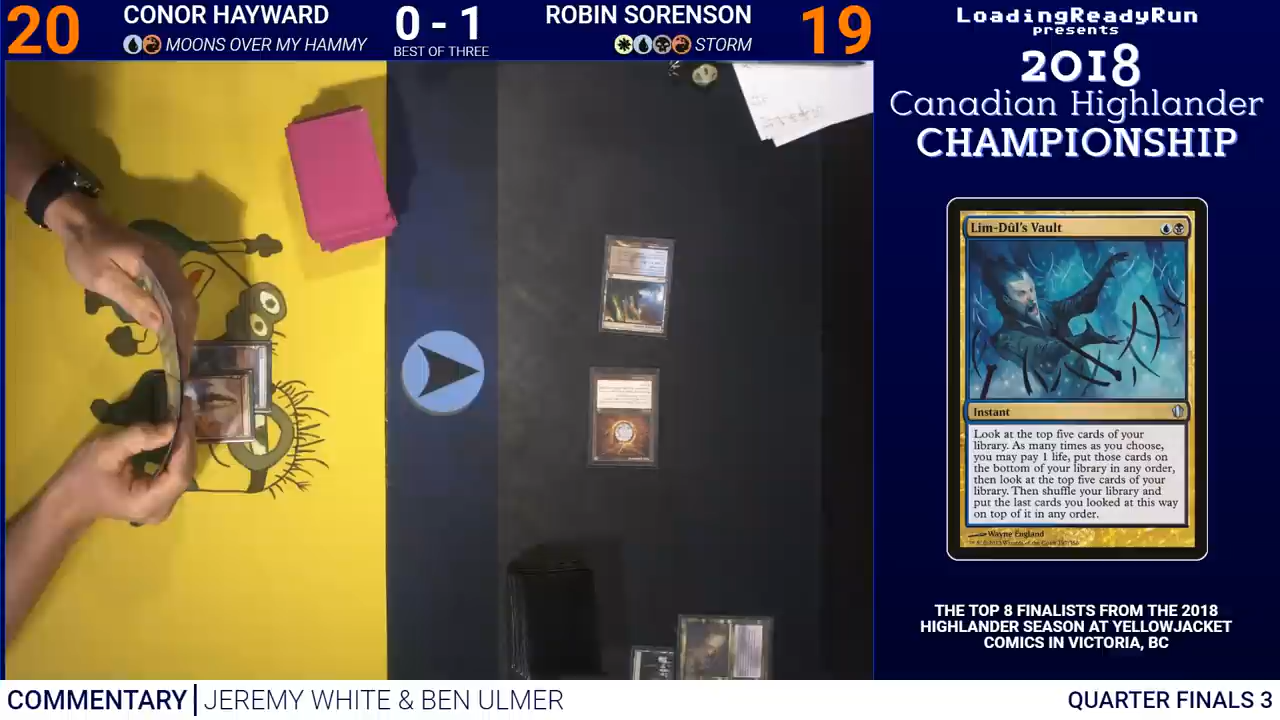 20
CONOR HAYWARD
MOONS OVER MY HAMMY
0 - 1
BEST OF THREE
ROBIN SORENSON
STORM
19
LoadingReadyRun
presents
2018
Canadian Highlander
CHAMPIONSHIP
Lim-Dûl's Vault
Instant
Look at the top five cards of your
library. As many times as you choose,
you may pay 1 life, put those cards on
the bottom of your library in any order,
then look at the top five cards of your
library. Then shuffle your library and
put the last cards you looked at this way
on top of it in any order.
Wayne England
THE TOP 8 FINALISTS FROM THE 2018
HIGHLANDER SEASON AT YELLOWJACKET
COMICS IN VICTORIA, BC
COMMENTARY | JEREMY WHITE & BEN ULMER
QUARTER FINALS 3